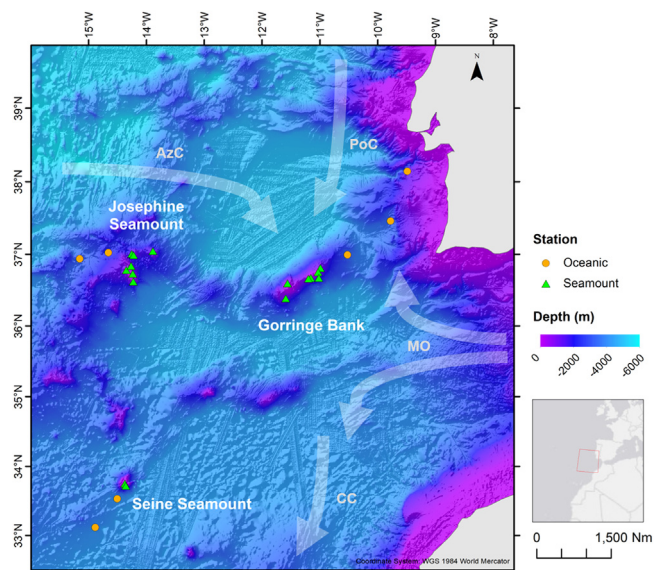 15°W 14°W 13°W 12°W 11°W 10°W 9°W 8°W
39°N
38°N
37°N
36°N
35°N
34°N
33°N
N
AzC
PoC
Josephine
Seamount
Gorringe Bank
MO
CC
Seine Seamount
Coordinate System: WGS 1984 World Mercator
Station
Oceanic
Seamount
Depth (m)
0 -2000 -4000 -6000
0 1,500 Nm